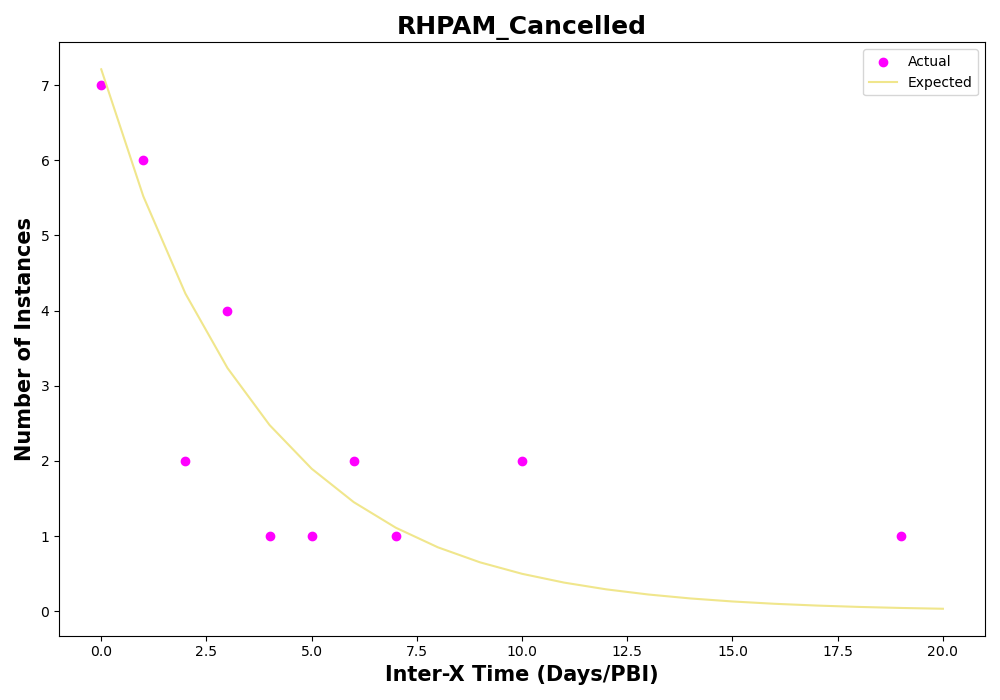 RHPAM_Cancelled
Actual
Expected
Number of Instances
7
6
5
4
3
2
1
0
0.0 2.5 5.0 7.5 10.0 12.5 15.0 17.5 20.0
Inter-X Time (Days/PBI)